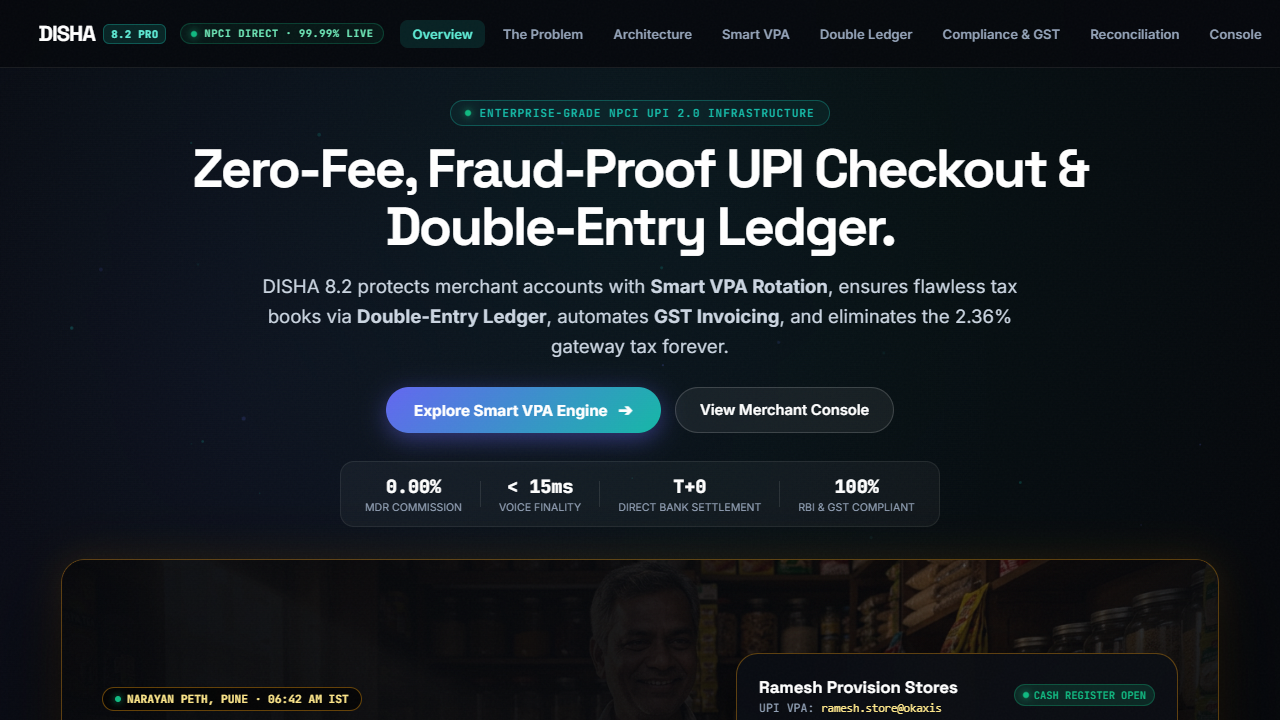 DISHA 8.2 PRO NPCI DIRECT · 99.99% LIVE Overview The Problem Architecture Smart VPA Double Ledger Compliance & GST Reconciliation Console
ENTERPRISE-GRADE NPCI UPI 2.0 INFRASTRUCTURE
Zero-Fee, Fraud-Proof UPI Checkout &
Double-Entry Ledger.
DISHA 8.2 protects merchant accounts with Smart VPA Rotation, ensures flawless tax
books via Double-Entry Ledger, automates GST Invoicing, and eliminates the 2.36%
gateway tax forever.
Explore Smart VPA Engine ➔ View Merchant Console
0.00% < 15ms T+0 100%
MDR COMMISSION VOICE FINALITY DIRECT BANK SETTLEMENT RBI & GST COMPLIANT
NARAYAN PETH, PUNE · 06:42 AM IST
Ramesh Provision Stores
CASH REGISTER OPEN
UPI VPA: ramesh.store@okaxis